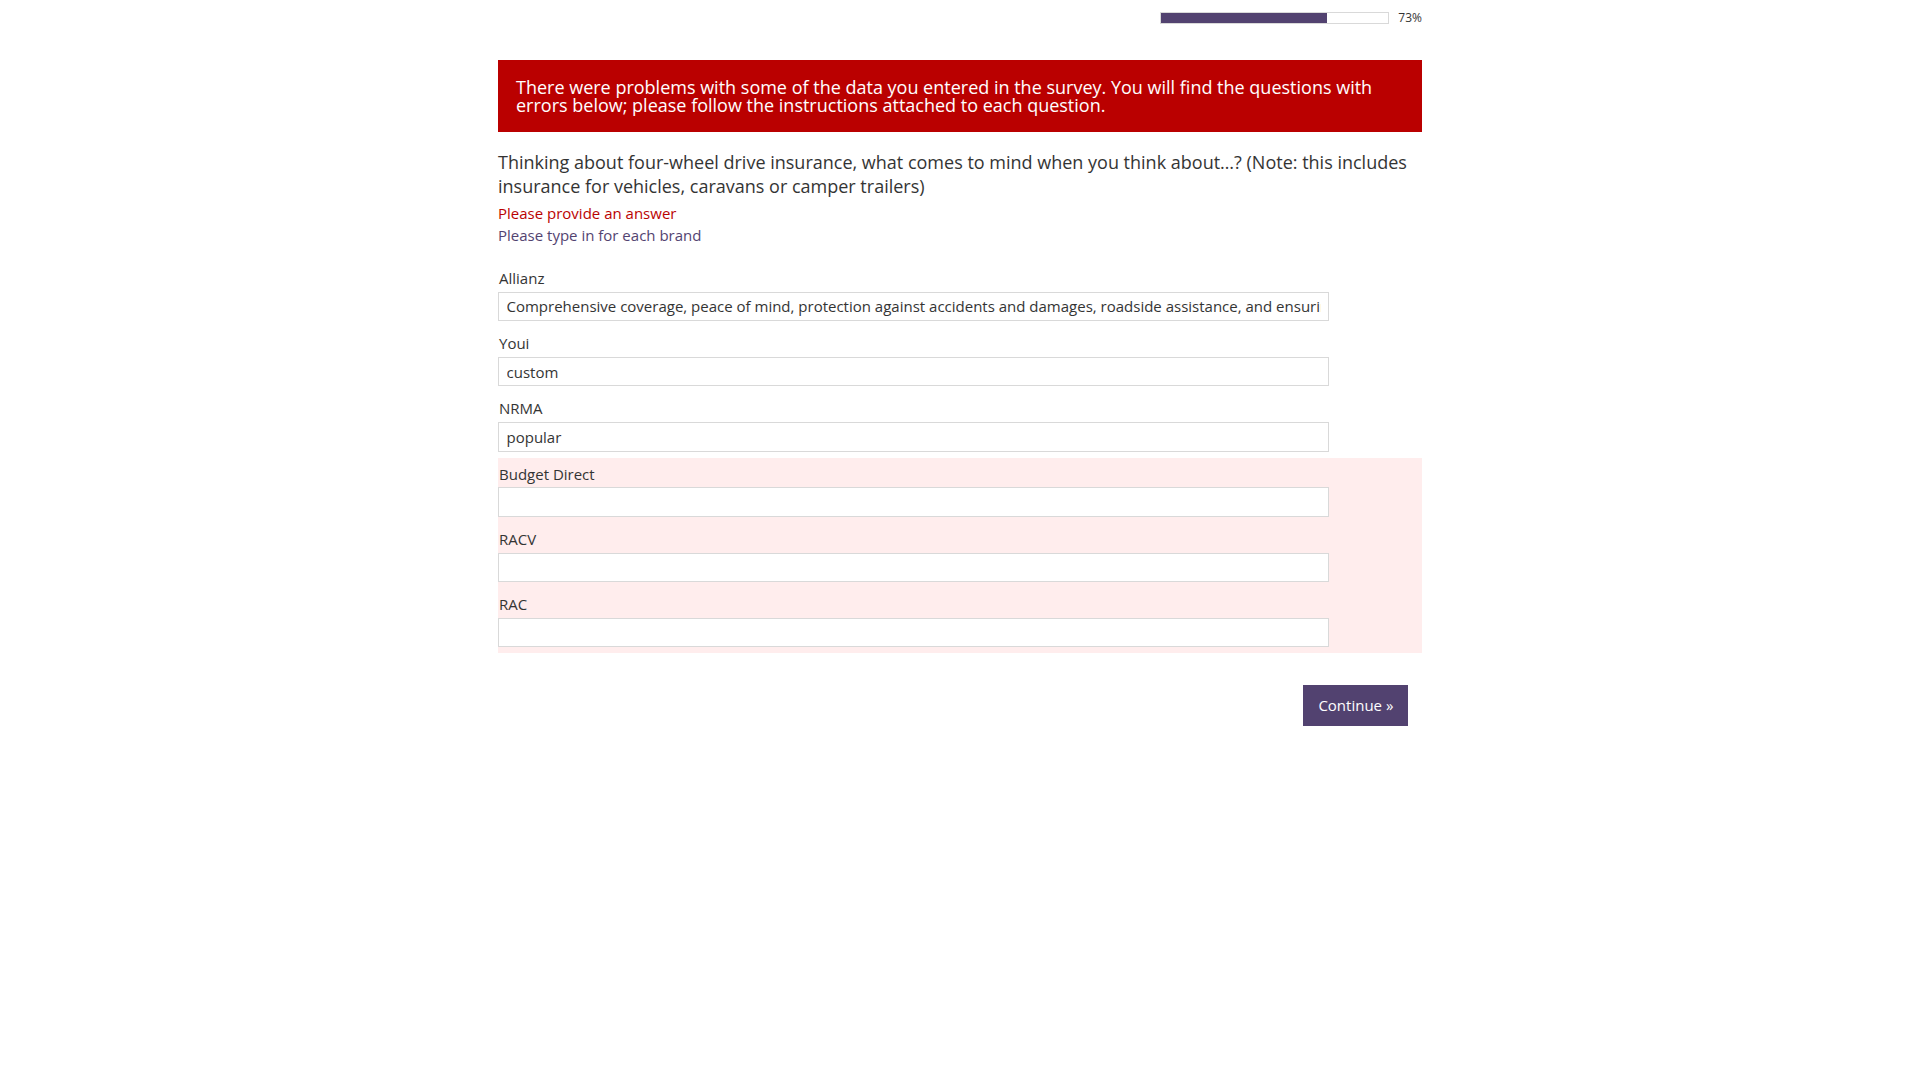 73%
There were problems with some of the data you entered in the survey. You will find the questions with
errors below; please follow the instructions attached to each question.
Thinking about four-wheel drive insurance, what comes to mind when you think about...? (Note: this includes
insurance for vehicles, caravans or camper trailers)
Please provide an answer
Please type in for each brand
Allianz
Comprehensive coverage, peace of mind, protection against accidents and damages, roadside assistance, and ensuri
Youi
custom
NRMA
popular
Budget Direct
RACV
RAC
Continue »